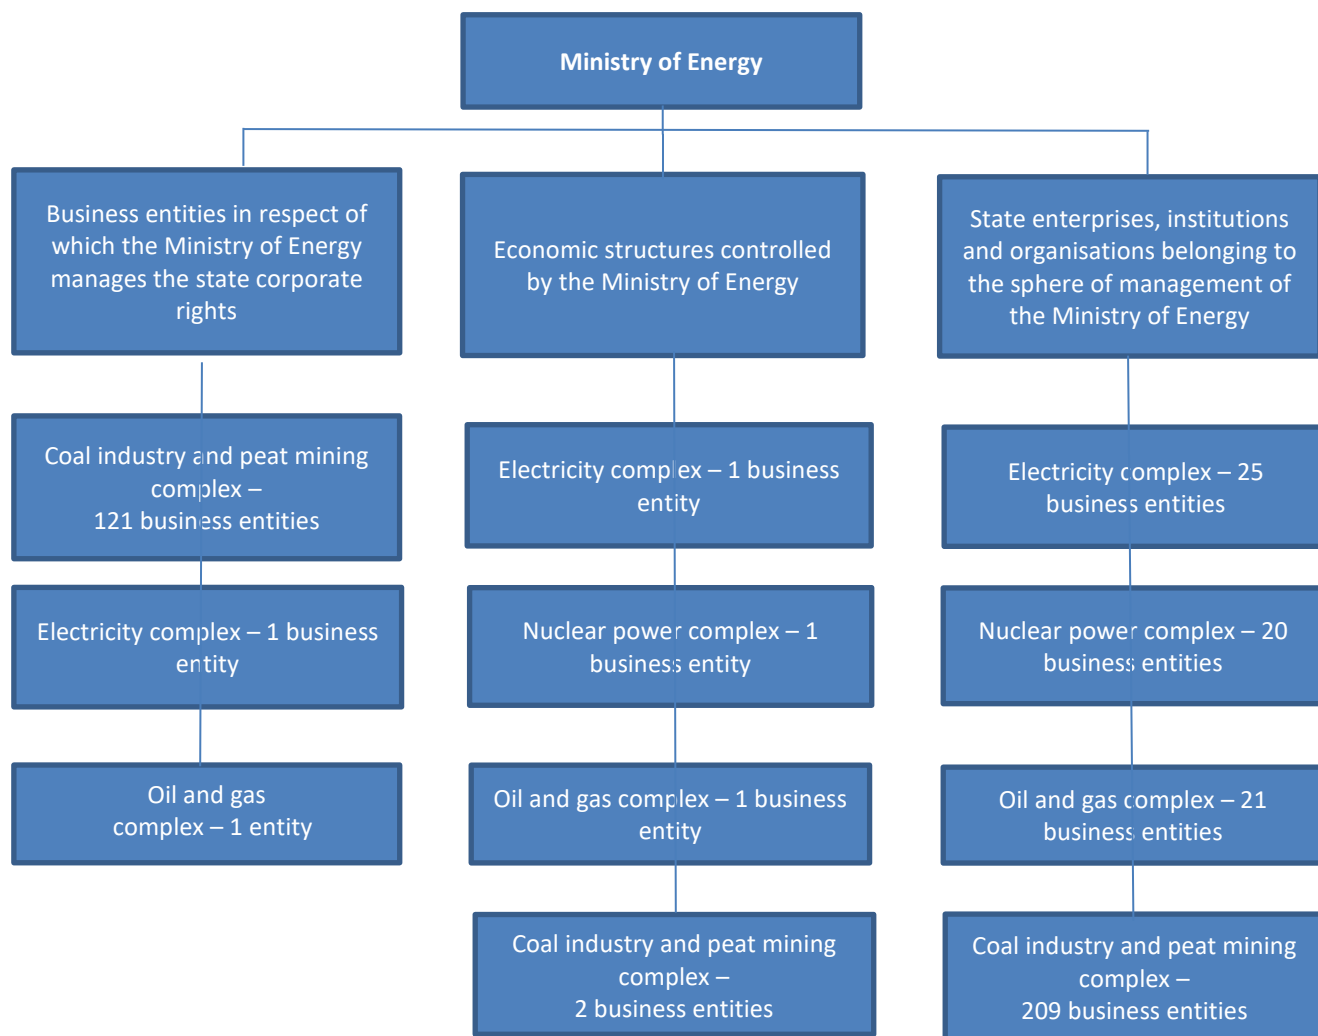 Ministry of Energy
Business entities in respect of
which the Ministry of Energy
manages the state corporate
rights
Coal industry and peat mining
complex –
121 business entities
Electricity complex – 1 business
entity
Oil and gas
complex – 1 entity
Economic structures controlled
by the Ministry of Energy
Electricity complex – 1 business
entity
Nuclear power complex – 1
business entity
Oil and gas complex – 1 business
entity
Coal industry and peat mining
complex –
2 business entities
State enterprises, institutions
and organisations belonging to
the sphere of management of
the Ministry of Energy
Electricity complex – 25
business entities
Nuclear power complex – 20
business entities
Oil and gas complex – 21
business entities
Coal industry and peat mining
complex –
209 business entities